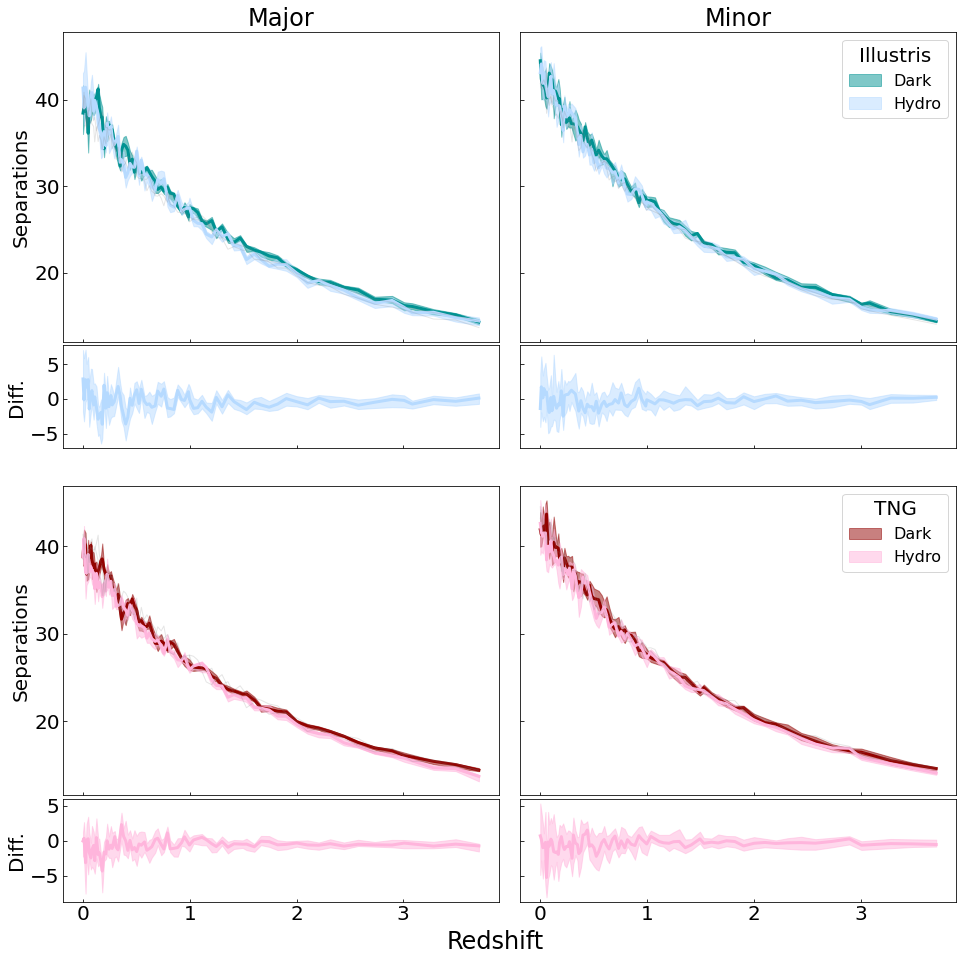 Major
Minor
Separations
40
30
20
Illustris
Dark
Hydro
Diff.
5
0
−5
Separations
40
30
20
TNG
Dark
Hydro
Diff.
5
0
−5
0 1 2 3
0 1 2 3
Redshift